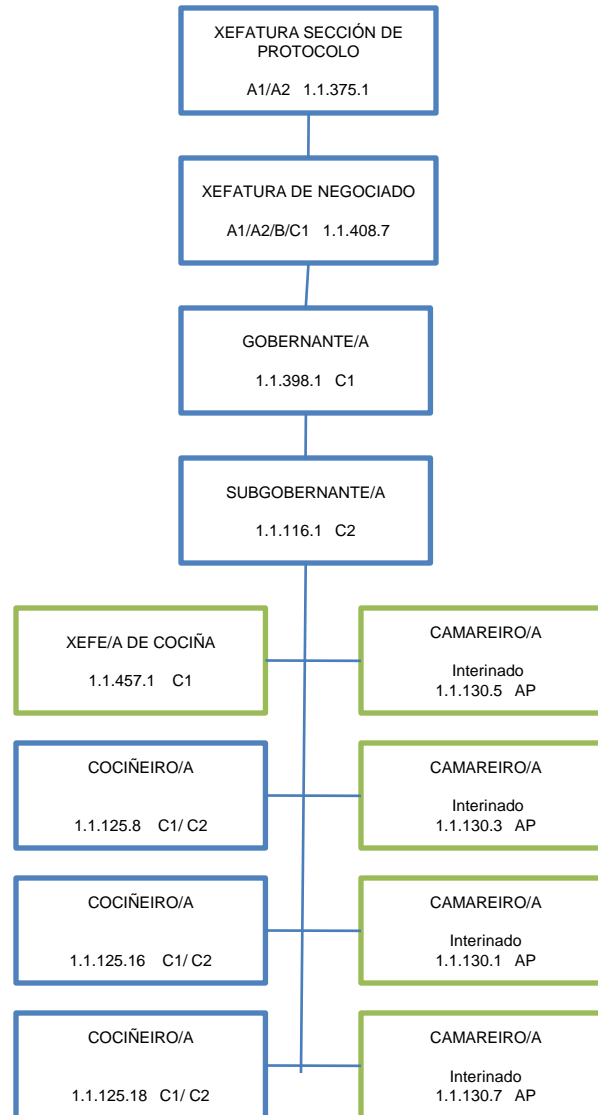 XEFATURA SECCIÓN DE
PROTOCOLO
A1/A2 1.1.375.1
XEFATURA DE NEGOCIADO
A1/A2/B/C1 1.1.408.7
GOBERNANTE/A
1.1.398.1 C1
SUBGOBERNANTE/A
1.1.116.1 C2
XEFE/A DE COCIÑA
1.1.457.1 C1
CAMAREIRO/A
Interinado
1.1.130.5 AP
COCIÑEIRO/A
1.1.125.8 C1/ C2
CAMAREIRO/A
Interinado
1.1.130.3 AP
COCIÑEIRO/A
1.1.125.16 C1/ C2
CAMAREIRO/A
Interinado
1.1.130.1 AP
COCIÑEIRO/A
1.1.125.18 C1/ C2
CAMAREIRO/A
Interinado
1.1.130.7 AP